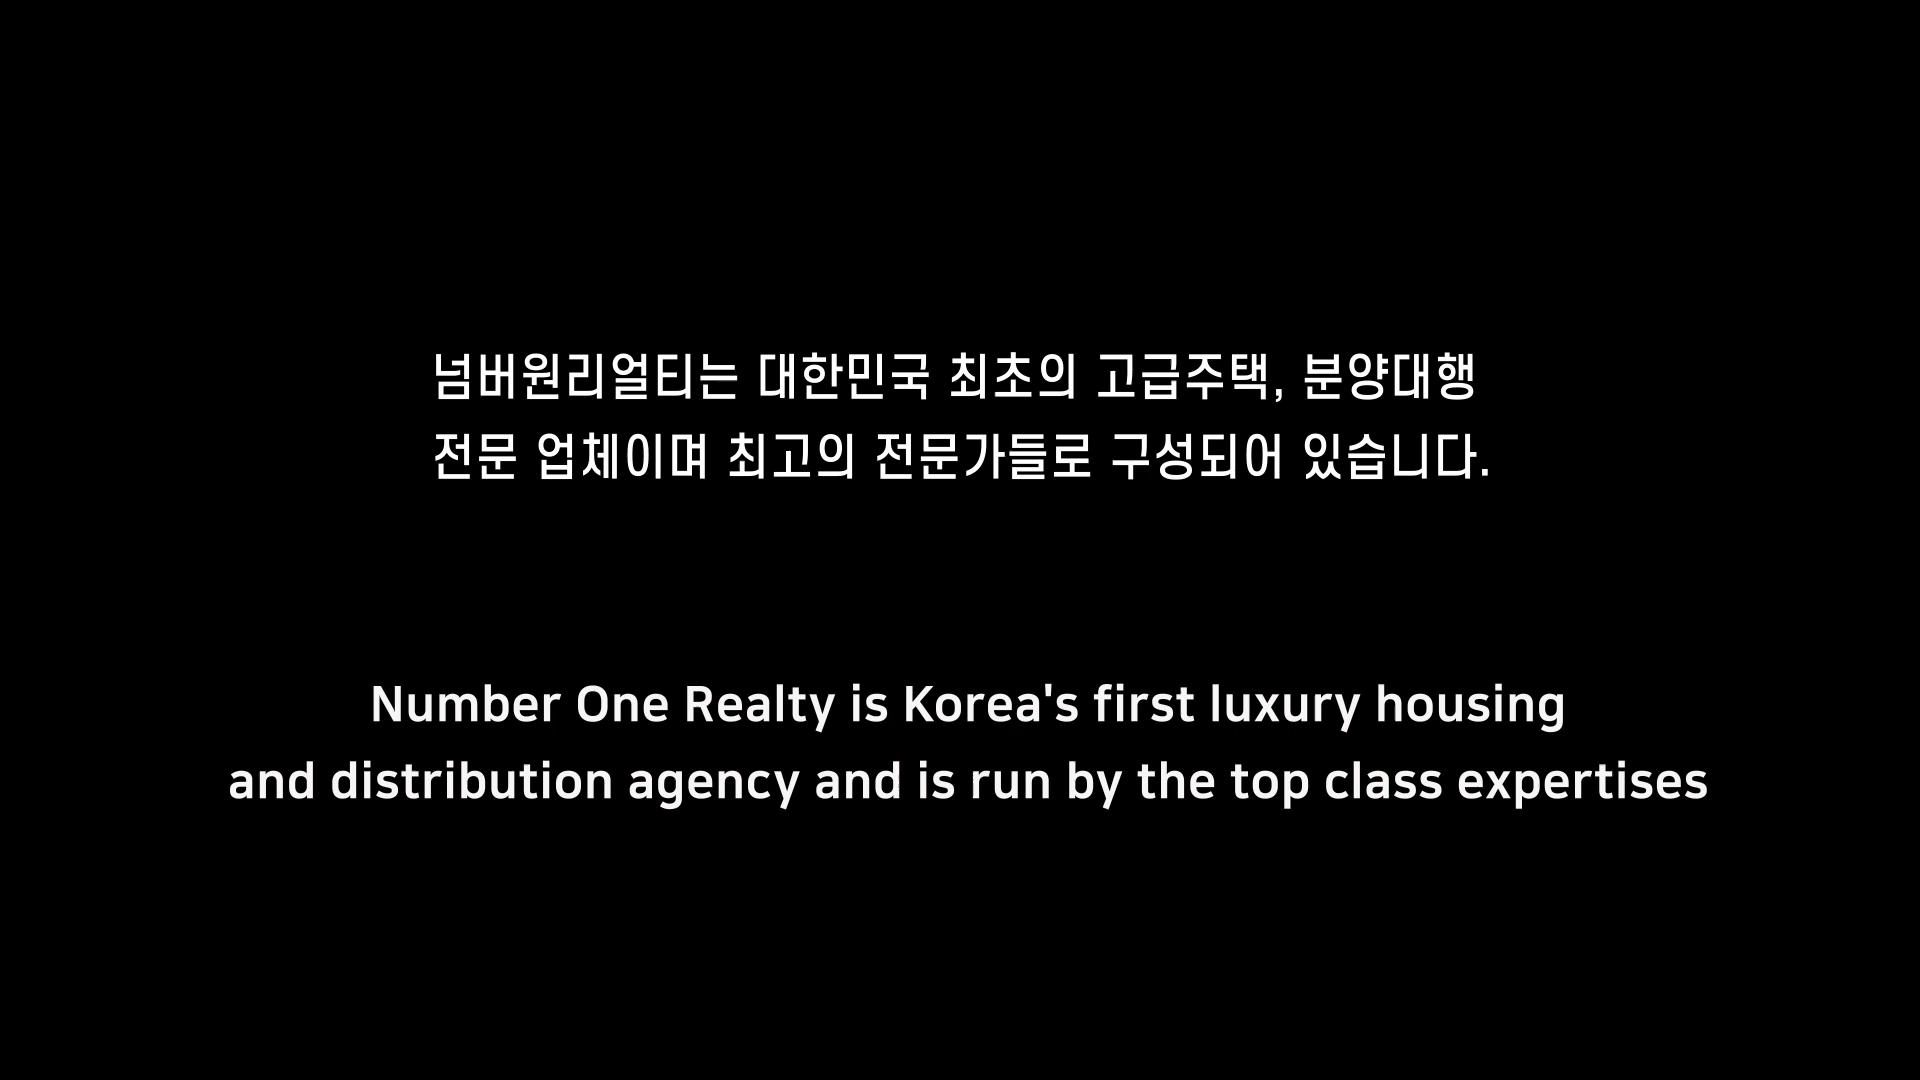 넘버원리얼티는 대한민국 최초의 고급주택, 분양대행
전문 업체이며 최고의 전문가들로 구성되어 있습니다.
Number One Realty is Korea's first luxury housing
and distribution agency and is run by the top class expertises